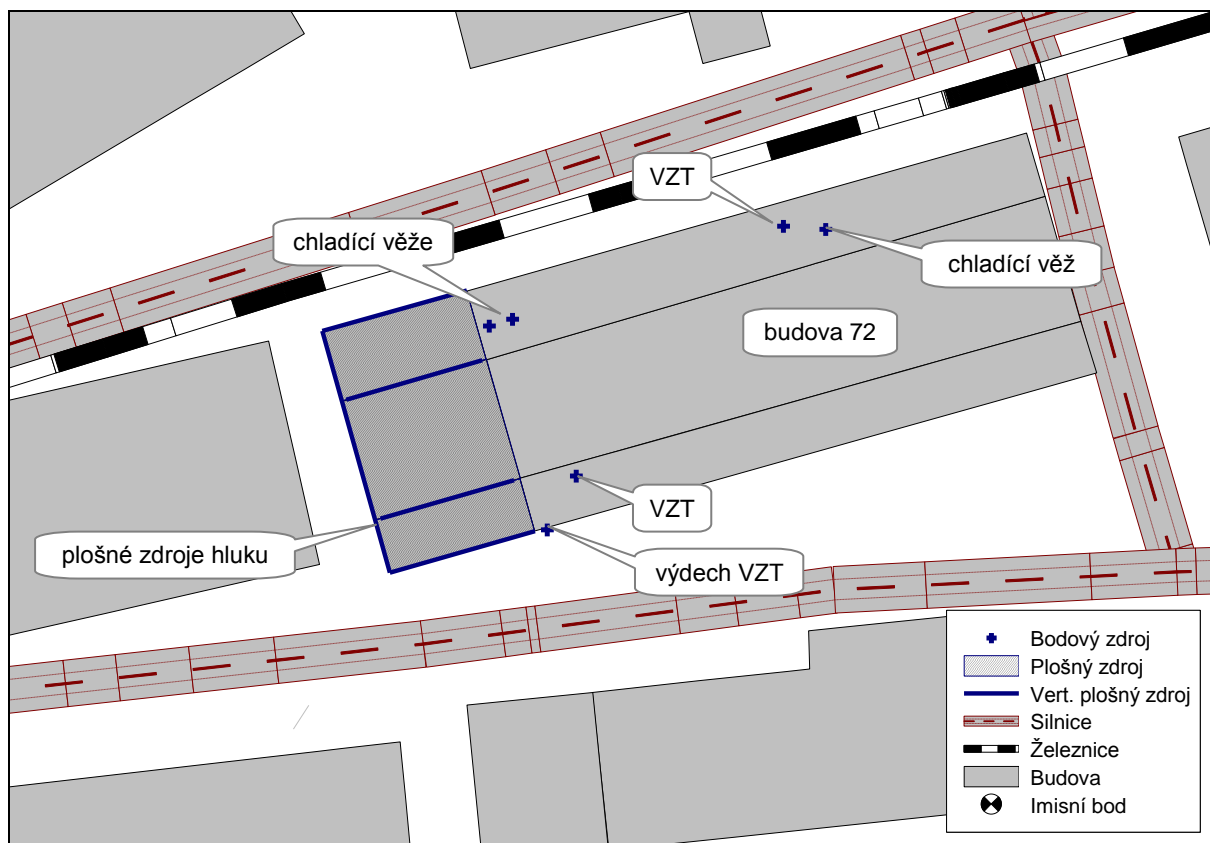 VZT
chladící věže
chladící věž
budova 72
VZT
plošné zdroje hluku
výdech VZT
Bodový zdroj
Plošný zdroj
Vert. plošný zdroj
Silnice
Železnice
Budova
Imisní bod